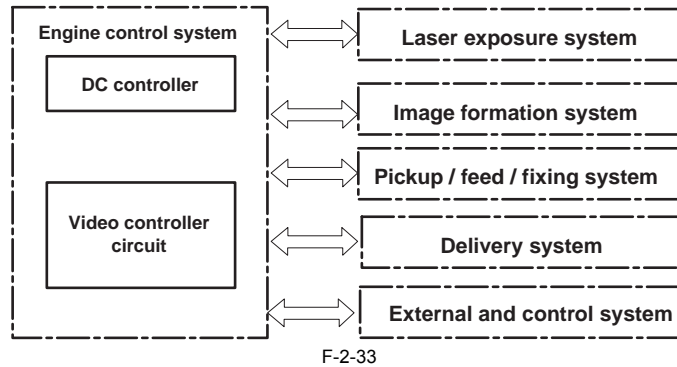 Engine control system
DC controller
Video controller
circuit
Laser exposure system
Image formation system
Pickup / feed / fixing system
Delivery system
External and control system
F-2-33